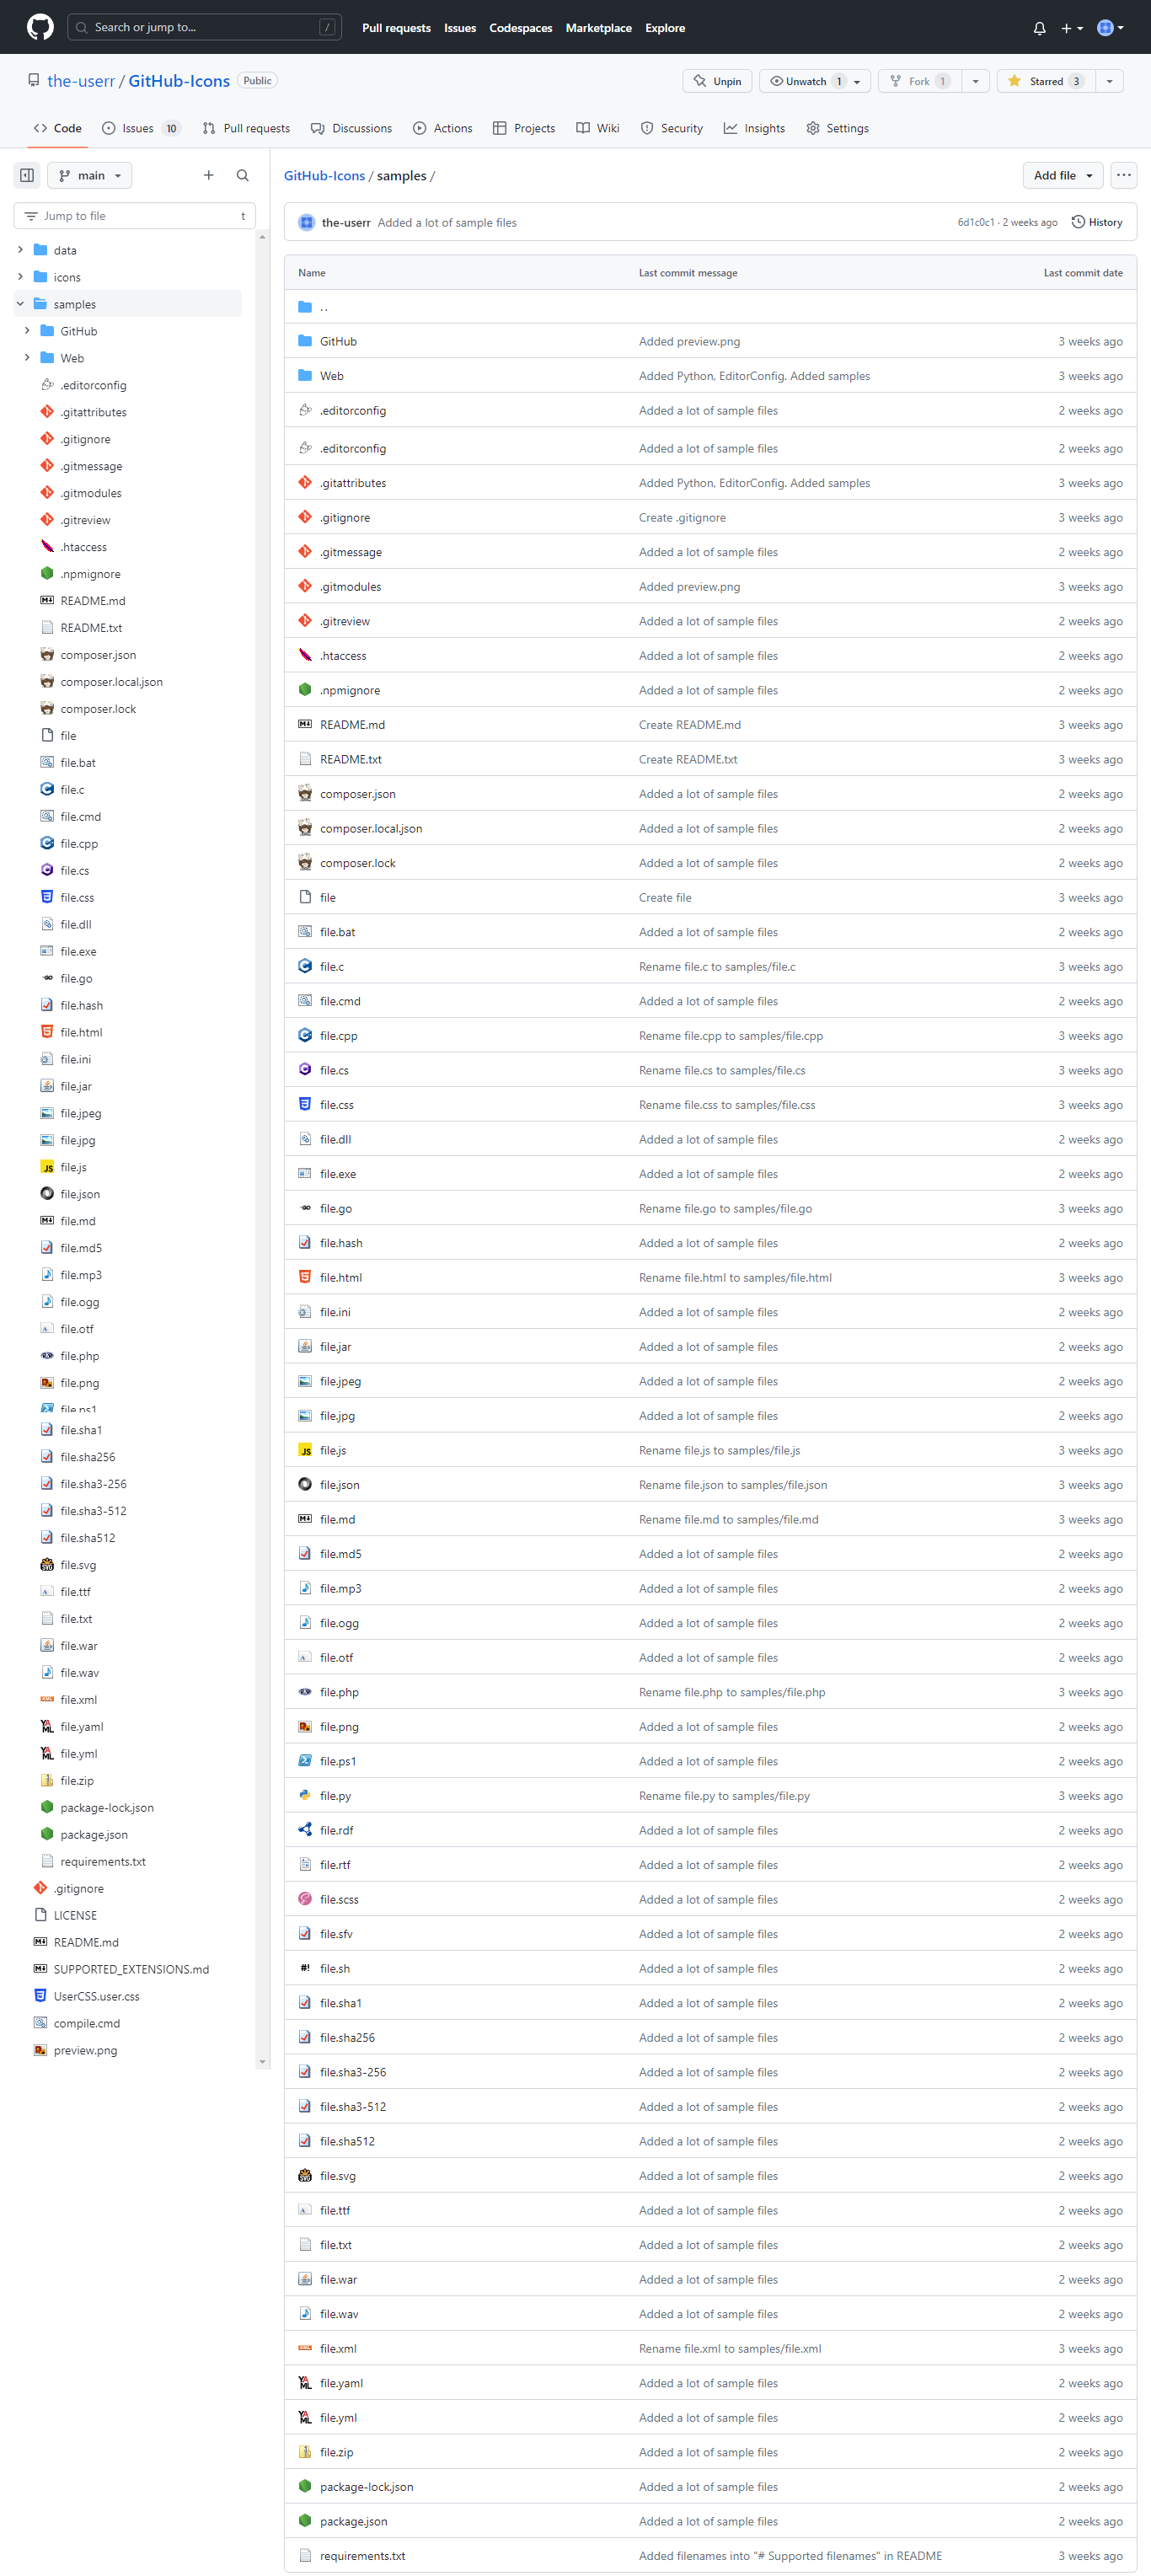 Search or jump to... /
Pull requests Issues Codespaces Marketplace Explore
the-userr / GitHub-Icons Public
Unpin Unwatch 1 Fork 1 Starred 3
Code Issues 10 Pull requests Discussions Actions Projects Wiki Security Insights Settings
main
Jump to file t
data
icons
samples
GitHub
Web
.editorconfig
.gitattributes
.gitignore
.gitmessage
.gitmodules
.gitreview
.htaccess
.npmignore
README.md
README.txt
composer.json
composer.local.json
composer.lock
file
file.bat
file.c
file.cmd
file.cpp
file.cs
file.css
file.dll
file.exe
file.go
file.hash
file.html
file.ini
file.jar
file.jpeg
file.jpg
file.js
file.json
file.md
file.md5
file.mp3
file.ogg
file.otf
file.php
file.png
file.ps1
file.sha1
file.sha256
file.sha3-256
file.sha3-512
file.sha512
file.svg
file.ttf
file.txt
file.war
file.wav
file.xml
file.yaml
file.yml
file.zip
package-lock.json
package.json
requirements.txt
.gitignore
LICENSE
README.md
SUPPORTED_EXTENSIONS.md
UserCSS.user.css
compile.cmd
preview.png
GitHub-Icons / samples /
Add file ...
the-userr Added a lot of sample files 6d1c0c1 · 2 weeks ago History
Name Last commit message Last commit date
..
GitHub Added preview.png 3 weeks ago
Web Added Python, EditorConfig. Added samples 3 weeks ago
.editorconfig Added a lot of sample files 2 weeks ago
.editorconfig Added a lot of sample files 2 weeks ago
.gitattributes Added Python, EditorConfig. Added samples 3 weeks ago
.gitignore Create .gitignore 3 weeks ago
.gitmessage Added a lot of sample files 2 weeks ago
.gitmodules Added preview.png 3 weeks ago
.gitreview Added a lot of sample files 2 weeks ago
.htaccess Added a lot of sample files 2 weeks ago
.npmignore Added a lot of sample files 2 weeks ago
README.md Create README.md 3 weeks ago
README.txt Create README.txt 3 weeks ago
composer.json Added a lot of sample files 2 weeks ago
composer.local.json Added a lot of sample files 2 weeks ago
composer.lock Added a lot of sample files 2 weeks ago
file Create file 3 weeks ago
file.bat Added a lot of sample files 2 weeks ago
file.c Rename file.c to samples/file.c 3 weeks ago
file.cmd Added a lot of sample files 2 weeks ago
file.cpp Rename file.cpp to samples/file.cpp 3 weeks ago
file.cs Rename file.cs to samples/file.cs 3 weeks ago
file.css Rename file.css to samples/file.css 3 weeks ago
file.dll Added a lot of sample files 2 weeks ago
file.exe Added a lot of sample files 2 weeks ago
file.go Rename file.go to samples/file.go 3 weeks ago
file.hash Added a lot of sample files 2 weeks ago
file.html Rename file.html to samples/file.html 3 weeks ago
file.ini Added a lot of sample files 2 weeks ago
file.jar Added a lot of sample files 2 weeks ago
file.jpeg Added a lot of sample files 2 weeks ago
file.jpg Added a lot of sample files 2 weeks ago
file.js Rename file.js to samples/file.js 3 weeks ago
file.json Rename file.json to samples/file.json 3 weeks ago
file.md Rename file.md to samples/file.md 3 weeks ago
file.md5 Added a lot of sample files 2 weeks ago
file.mp3 Added a lot of sample files 2 weeks ago
file.ogg Added a lot of sample files 2 weeks ago
file.otf Added a lot of sample files 2 weeks ago
file.php Rename file.php to samples/file.php 3 weeks ago
file.png Added a lot of sample files 2 weeks ago
file.ps1 Added a lot of sample files 2 weeks ago
file.py Rename file.py to samples/file.py 3 weeks ago
file.rdf Added a lot of sample files 2 weeks ago
file.rtf Added a lot of sample files 2 weeks ago
file.scss Added a lot of sample files 2 weeks ago
file.sfv Added a lot of sample files 2 weeks ago
file.sh Added a lot of sample files 2 weeks ago
file.sha1 Added a lot of sample files 2 weeks ago
file.sha256 Added a lot of sample files 2 weeks ago
file.sha3-256 Added a lot of sample files 2 weeks ago
file.sha3-512 Added a lot of sample files 2 weeks ago
file.sha512 Added a lot of sample files 2 weeks ago
file.svg Added a lot of sample files 2 weeks ago
file.ttf Added a lot of sample files 2 weeks ago
file.txt Added a lot of sample files 2 weeks ago
file.war Added a lot of sample files 2 weeks ago
file.wav Added a lot of sample files 2 weeks ago
file.xml Rename file.xml to samples/file.xml 3 weeks ago
file.yaml Added a lot of sample files 2 weeks ago
file.yml Added a lot of sample files 2 weeks ago
file.zip Added a lot of sample files 2 weeks ago
package-lock.json Added a lot of sample files 2 weeks ago
package.json Added a lot of sample files 2 weeks ago
requirements.txt Added filenames into "# Supported filenames" in README 3 weeks ago